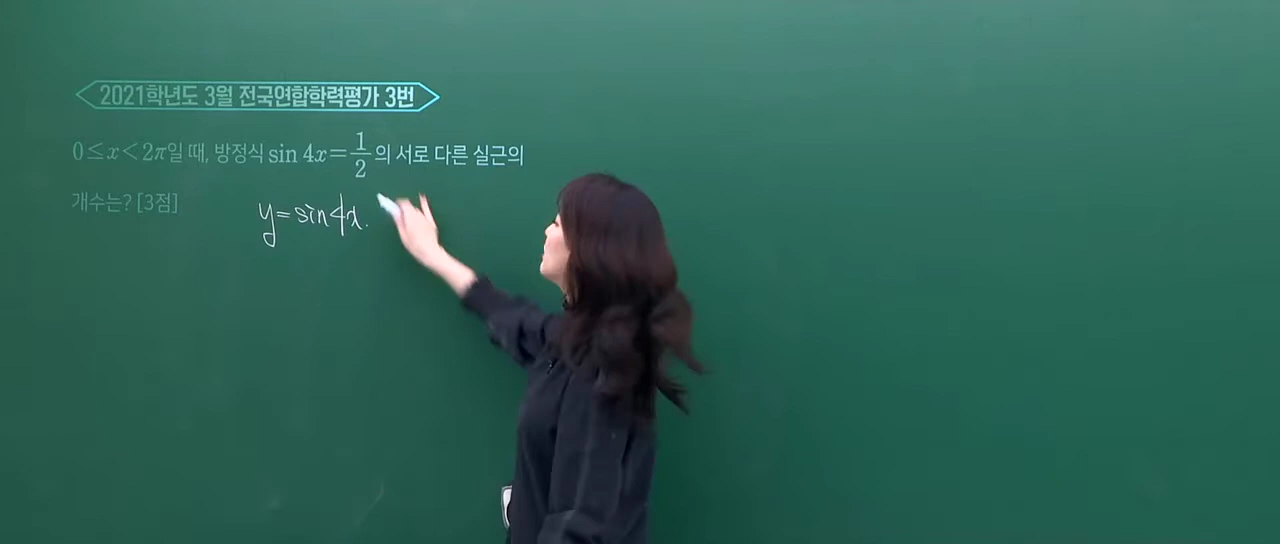 2021학년도 3월 전국연합학력평가 3번
0≤x<2π일 때, 방정식 sin 4x=1/2의 서로 다른 실근의
개수는? [3점]
y=sin4x.